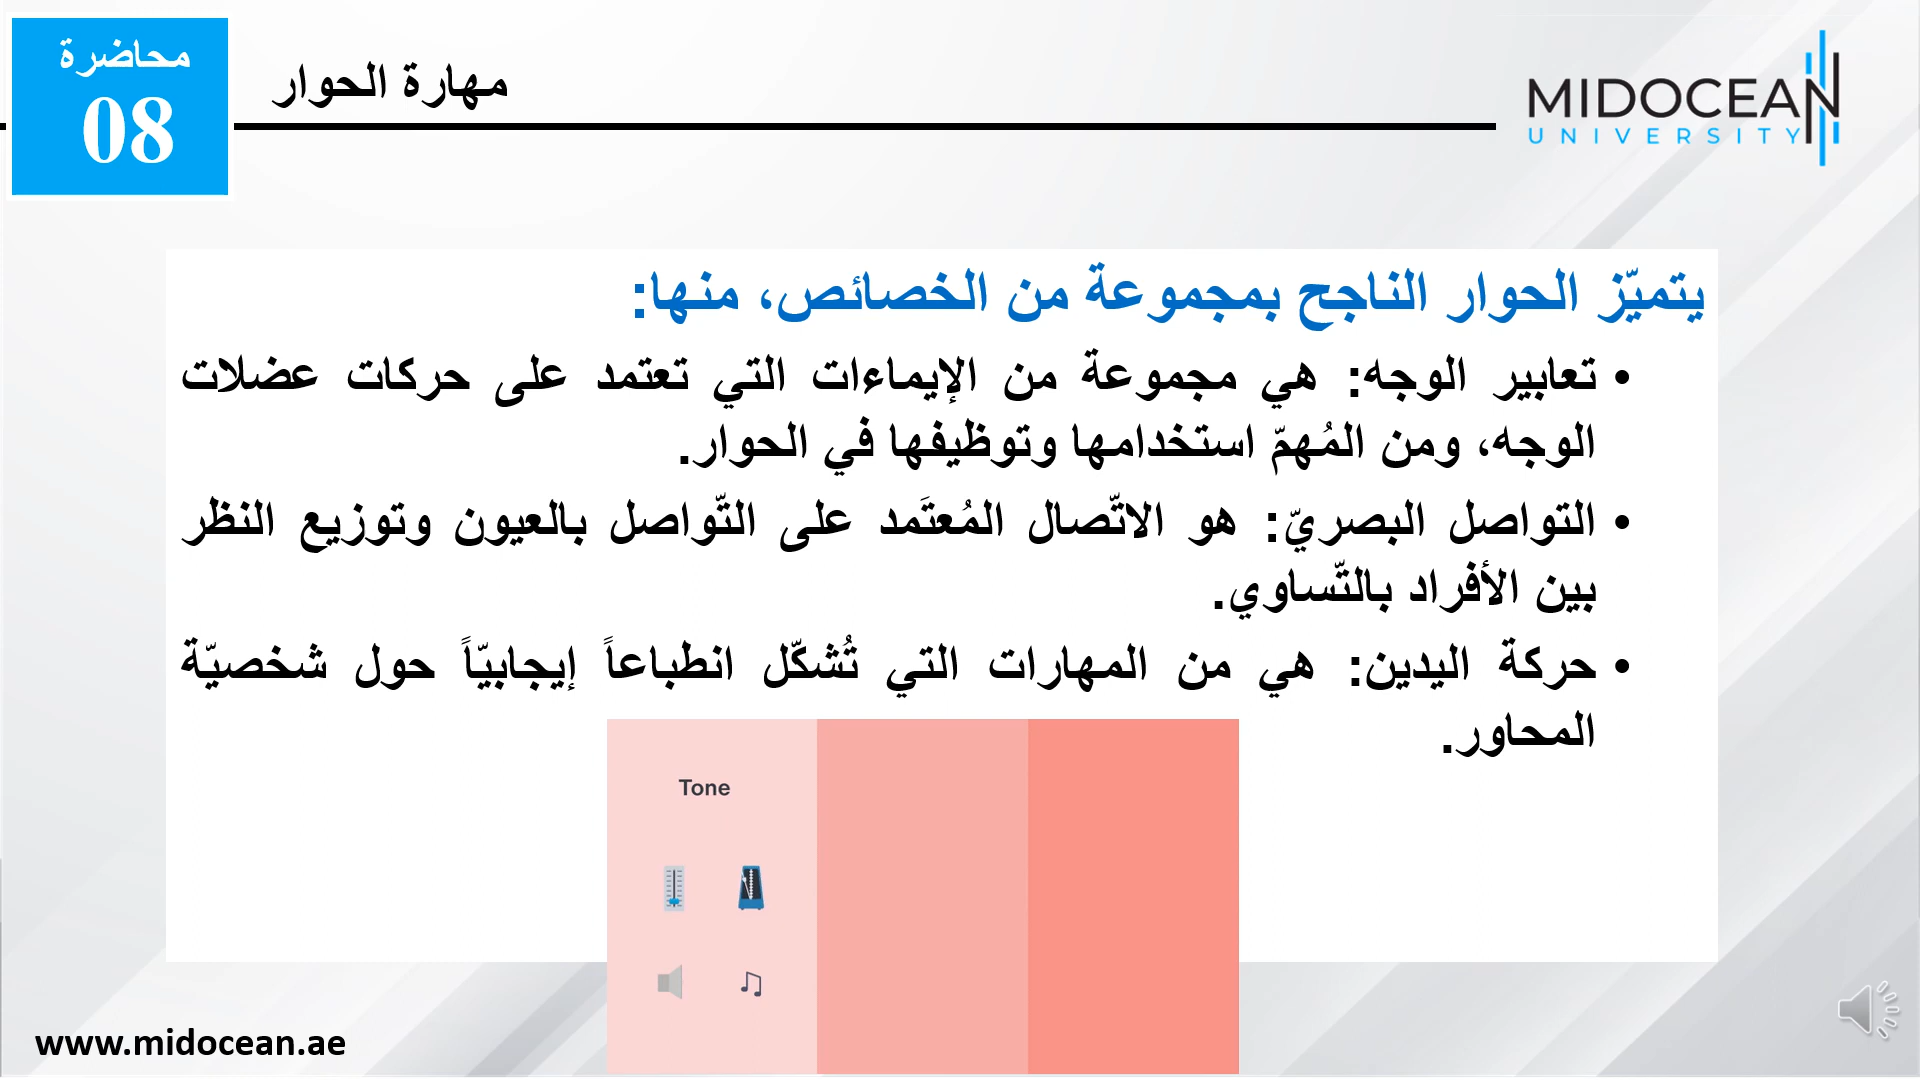 محاضرة
08
مهارة الحوار
MIDOCEAN
UNIVERSITY
يتميّز الحوار الناجح بمجموعة من الخصائص، منها:
• تعابير الوجه: هي مجموعة من الإيماءات التي تعتمد على حركات عضلات
الوجه، ومن المُهمّ استخدامها وتوظيفها في الحوار.
• التواصل البصريّ: هو الاتّصال المُعتَمد على التّواصل بالعيون وتوزيع النظر
بين الأفراد بالتّساوي.
• حركة اليدين: هي من المهارات التي تُشكّل انطباعاً إيجابيّاً حول شخصيّة
المحاور.
Tone
www.midocean.ae